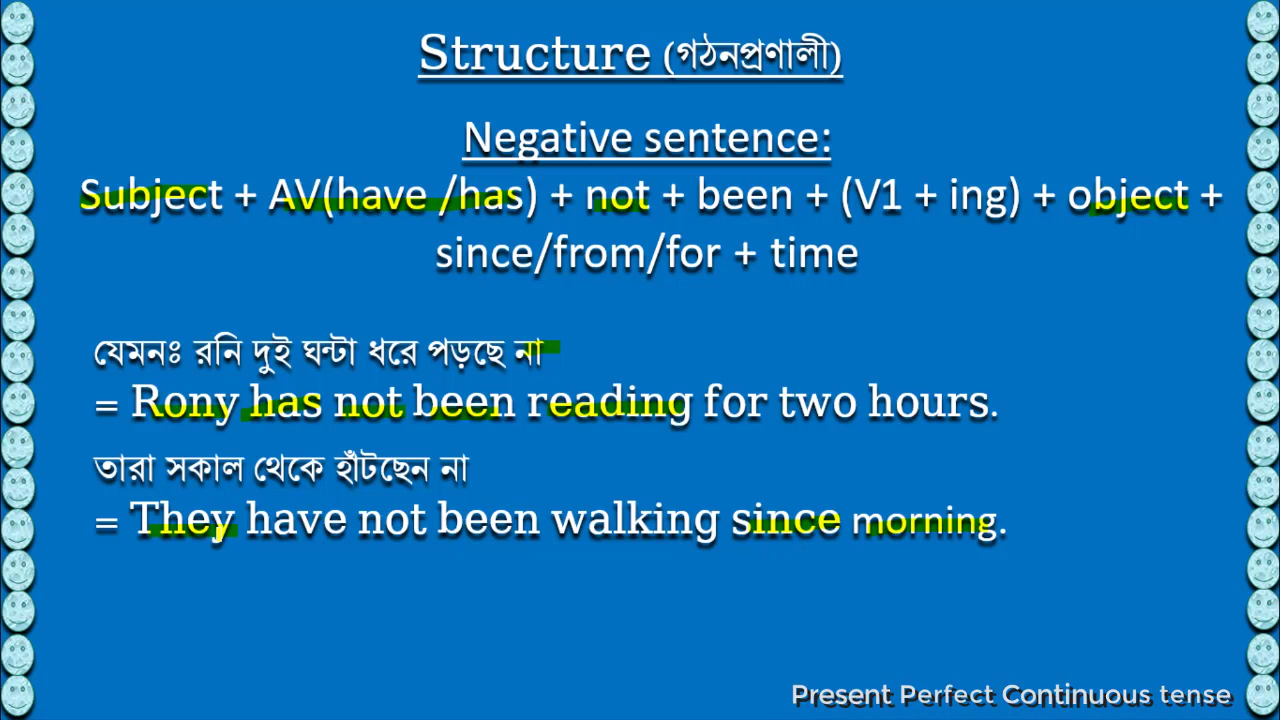 Structure (গঠনপ্রণালী)
Negative sentence:
Subject + AV(have /has) + not + been + (V1 + ing) + object +
since/from/for + time
যেমনঃ রনি দুই ঘন্টা ধরে পড়ছে না
= Rony has not been reading for two hours.
তারা সকাল থেকে হাঁটছেন না
= They have not been walking since morning.
Present Perfect Continuous tense